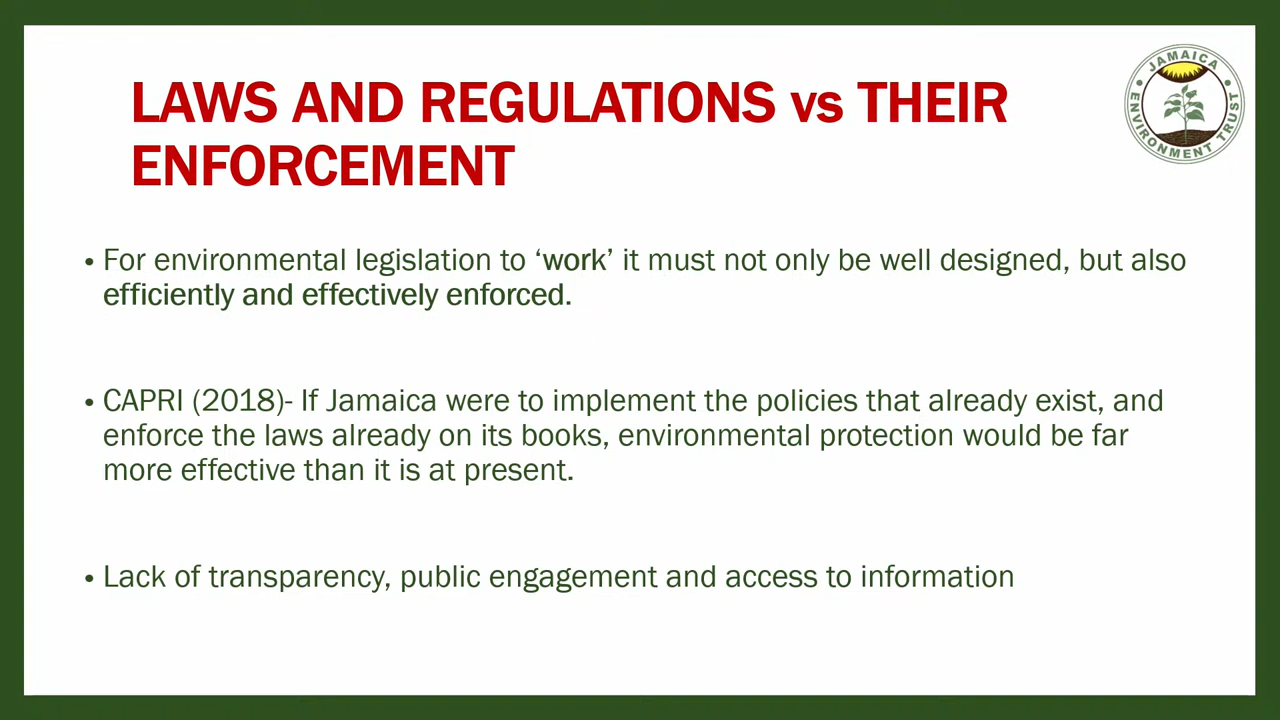 LAWS AND REGULATIONS vs THEIR
ENFORCEMENT
JAMAICA
ENVIRONMENT TRUST
• For environmental legislation to ‘work’ it must not only be well designed, but also
efficiently and effectively enforced.
• CAPRI (2018)- If Jamaica were to implement the policies that already exist, and
enforce the laws already on its books, environmental protection would be far
more effective than it is at present.
• Lack of transparency, public engagement and access to information